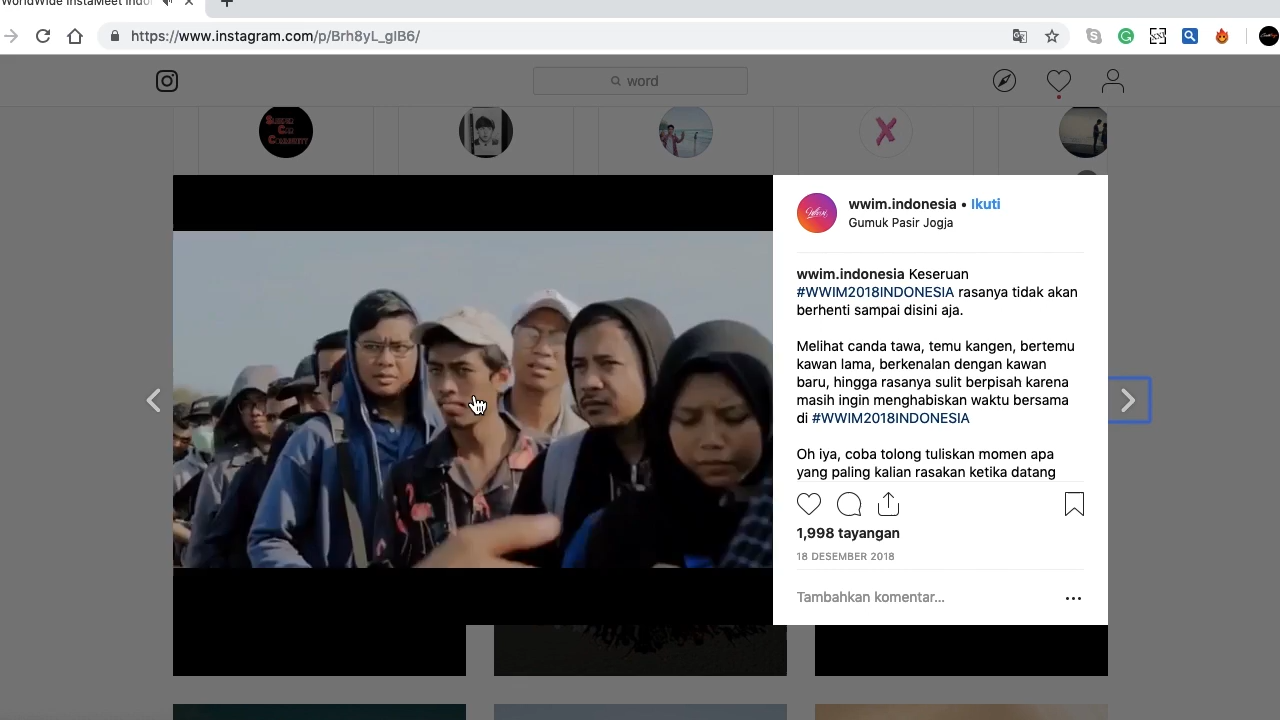 WorldWide InstaMeet Indo
https://www.instagram.com/p/Brh8yL_gIB6/
word
wwim.indonesia • Ikuti
Gumuk Pasir Jogja
wwim.indonesia Keseruan
#WWIM2018INDONESIA rasanya tidak akan
berhenti sampai disini aja.
Melihat canda tawa, temu kangen, bertemu
kawan lama, berkenalan dengan kawan
baru, hingga rasanya sulit berpisah karena
masih ingin menghabiskan waktu bersama
di #WWIM2018INDONESIA
Oh iya, coba tolong tuliskan momen apa
yang paling kalian rasakan ketika datang
1,998 tayangan
18 DESEMBER 2018
Tambahkan komentar...